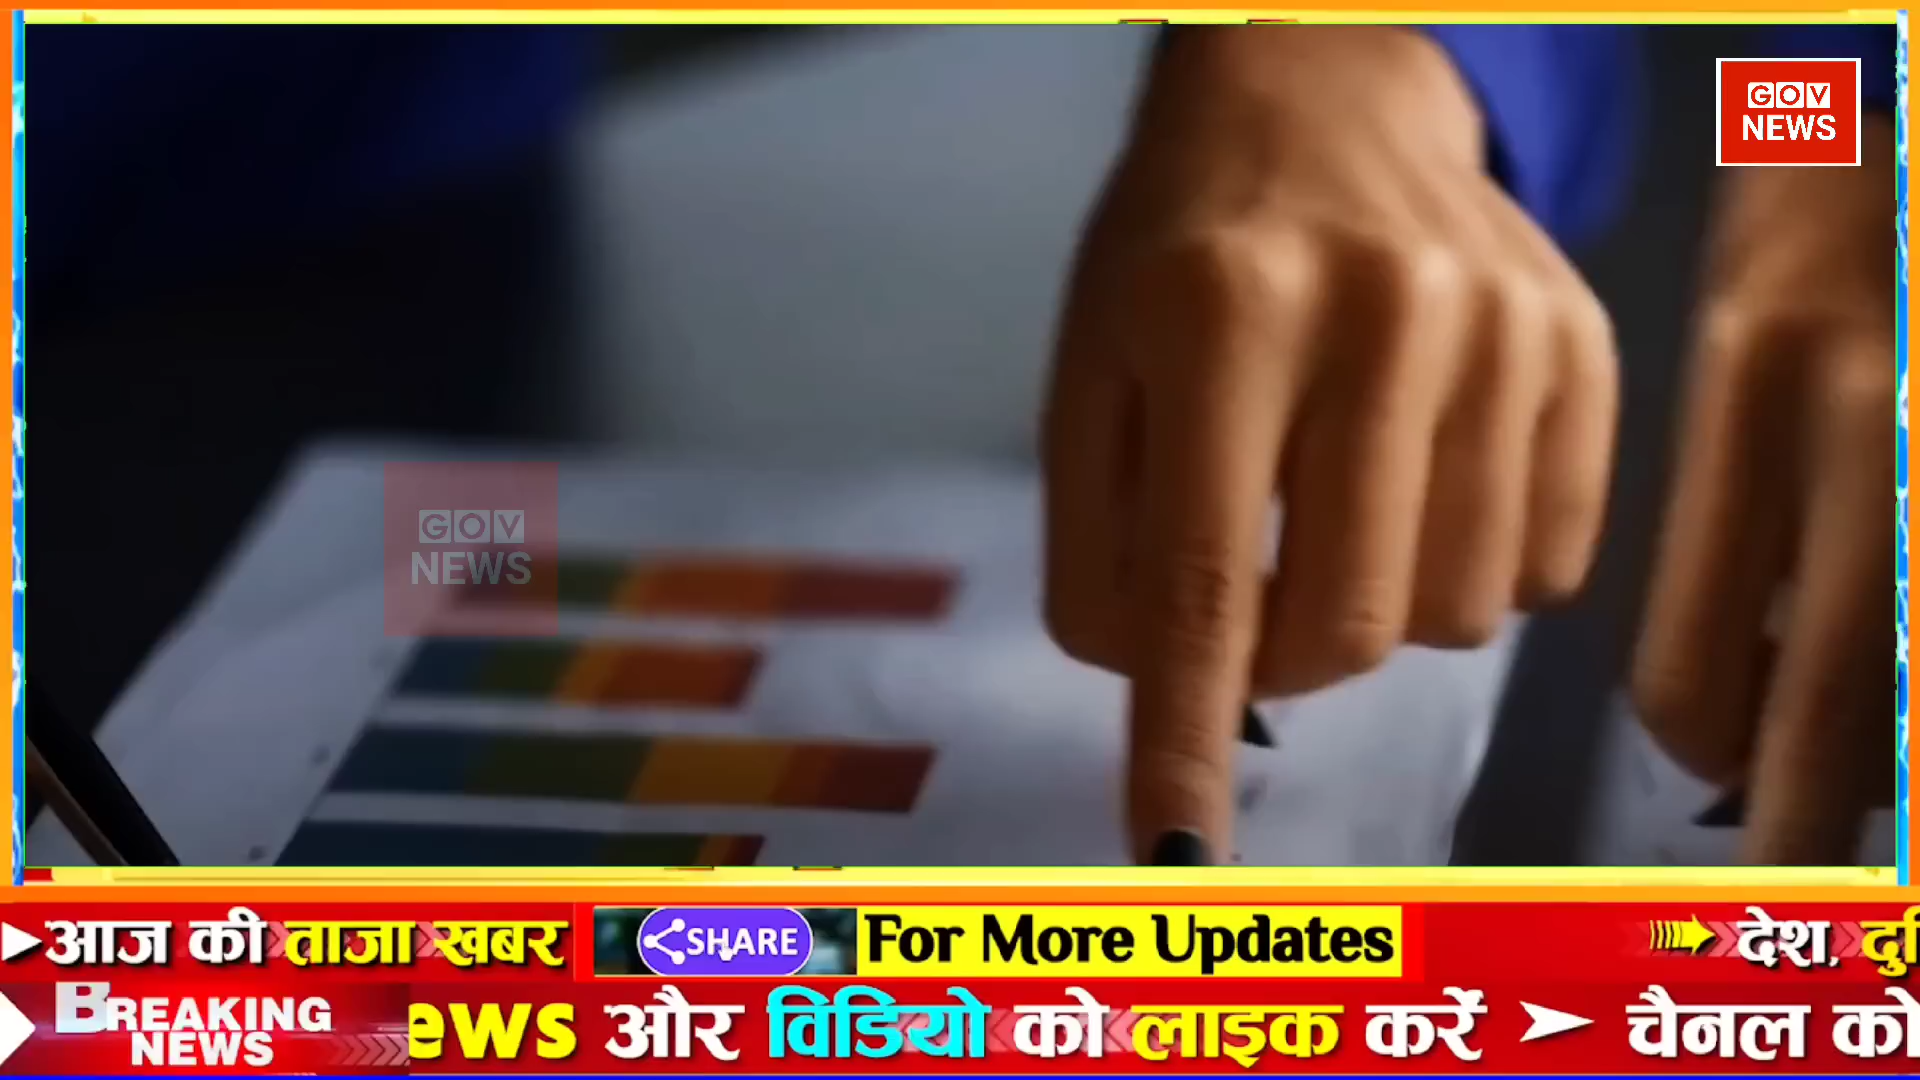 GOV
NEWS
GOV
NEWS
आज की ताजा खबर
SHARE
For More Updates
देश,
BREAKING
NEWS
ews और विडियो को लाइक करें
चैनल को